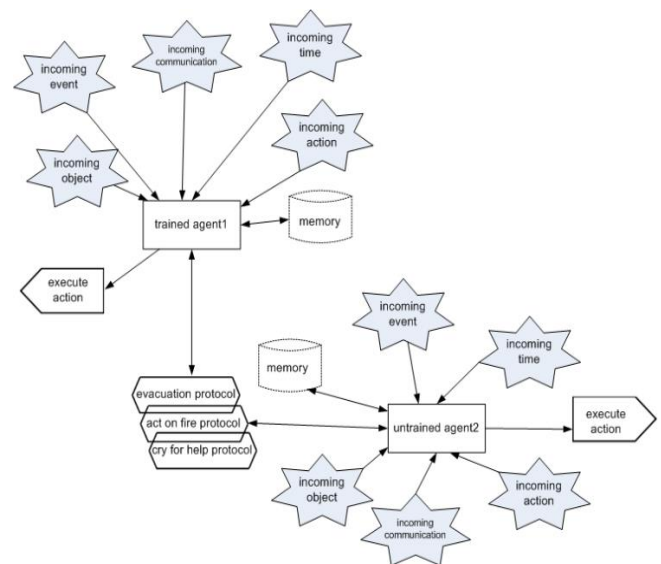 incoming
communication
incoming
time
incoming
event
incoming
action
incoming
object
trained agent1
memory
execute
action
incoming
event
incoming
time
memory
evacuation protocol
act on fire protocol
cry for help protocol
untrained agent2
execute
action
incoming
object
incoming
action
incoming
communication